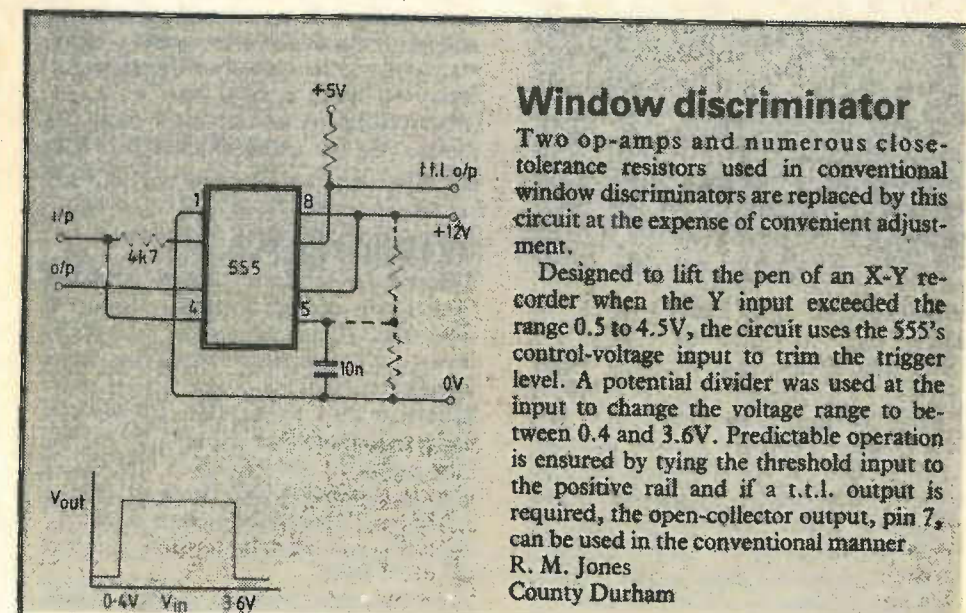 +5V
t.t.l. o/p
i/p
1
8
+12V
4k7
o/p
555
4
5
10n
0V
Vout
0·4V Vin 3·6V
Window discriminator
Two op-amps and numerous close-
tolerance resistors used in conventional
window discriminators are replaced by this
circuit at the expense of convenient adjust-
ment.
Designed to lift the pen of an X-Y re-
corder when the Y input exceeded the
range 0.5 to 4.5V, the circuit uses the 555's
control-voltage input to trim the trigger
level. A potential divider was used at the
input to change the voltage range to be-
tween 0.4 and 3.6V. Predictable operation
is ensured by tying the threshold input to
the positive rail and if a t.t.l. output is
required, the open-collector output, pin 7,
can be used in the conventional manner.
R. M. Jones
County Durham